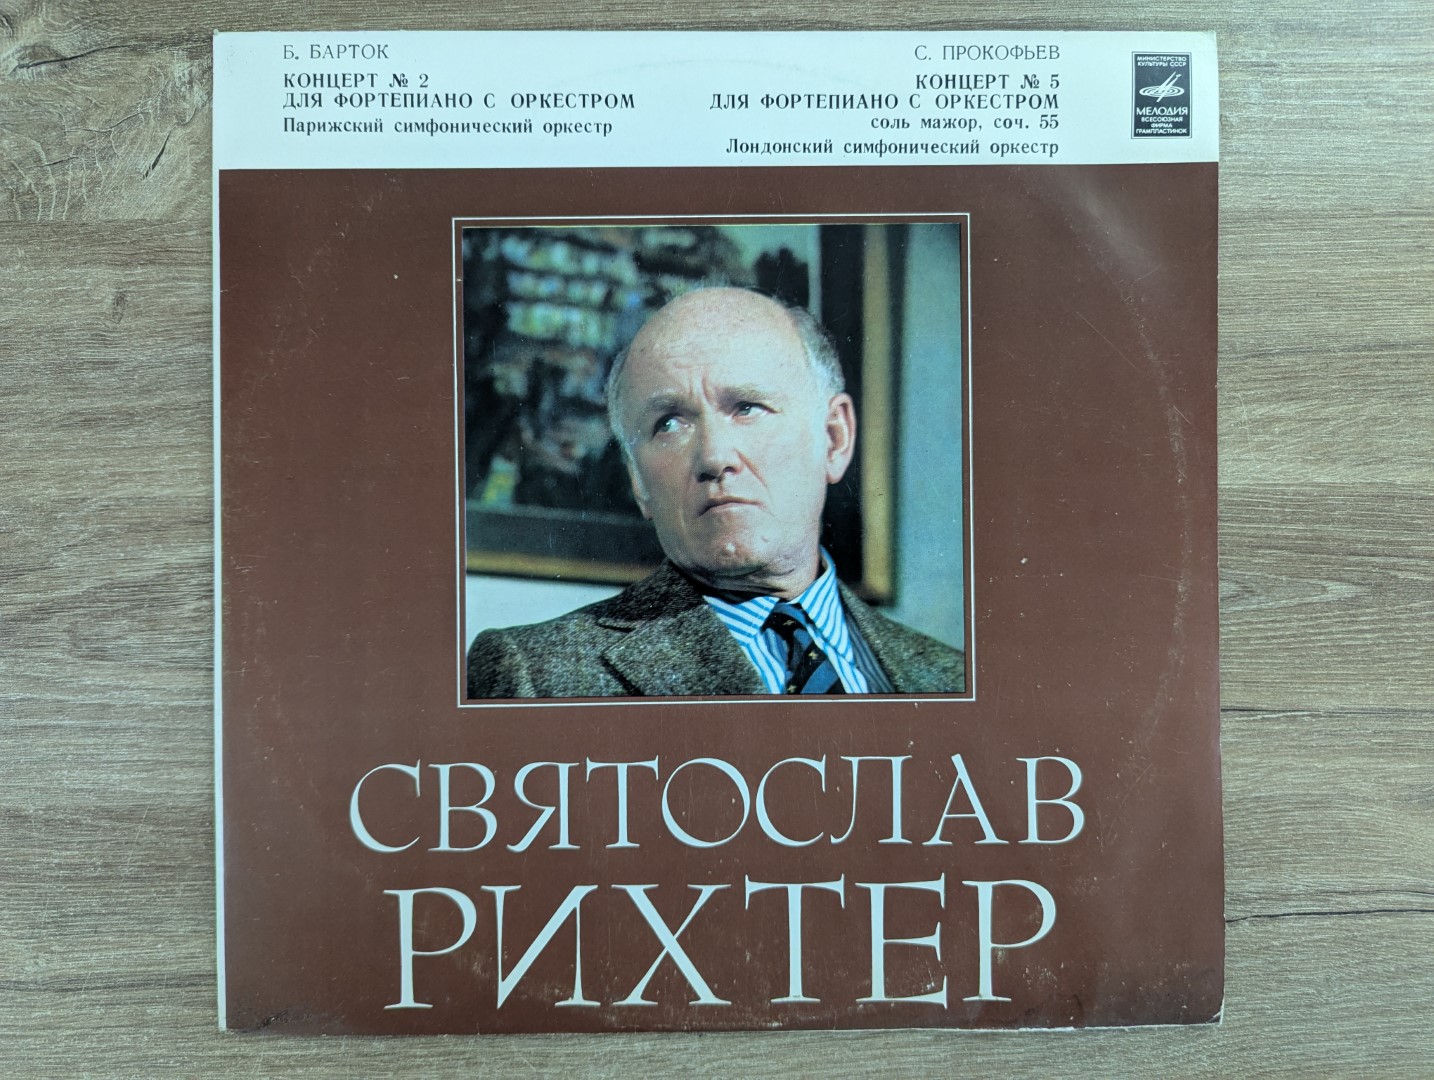 Б. БАРТОК
КОНЦЕРТ № 2
ДЛЯ ФОРТЕПИАНО С ОРКЕСТРОМ
Парижский симфонический оркестр
С. ПРОКОФЬЕВ
КОНЦЕРТ № 5
ДЛЯ ФОРТЕПИАНО С ОРКЕСТРОМ
соль мажор, соч. 55
Лондонский симфонический оркестр
МИНИСТЕРСТВО
КУЛЬТУРЫ СССР
МЕЛОДИЯ
ВСЕСОЮЗНАЯ
ФИРМА
ГРАМПЛАСТИНОК
СВЯТОСЛАВ
РИХТЕР